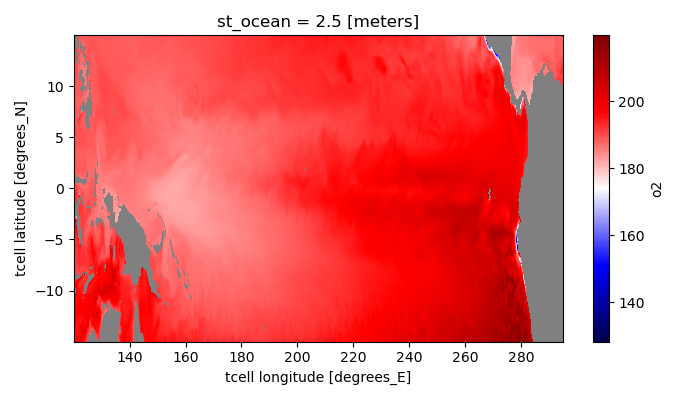 st_ocean = 2.5 [meters]
10
5
0
−5
−10
tcell latitude [degrees_N]
140 160 180 200 220 240 260 280
tcell longitude [degrees_E]
200
180
160
140
o2